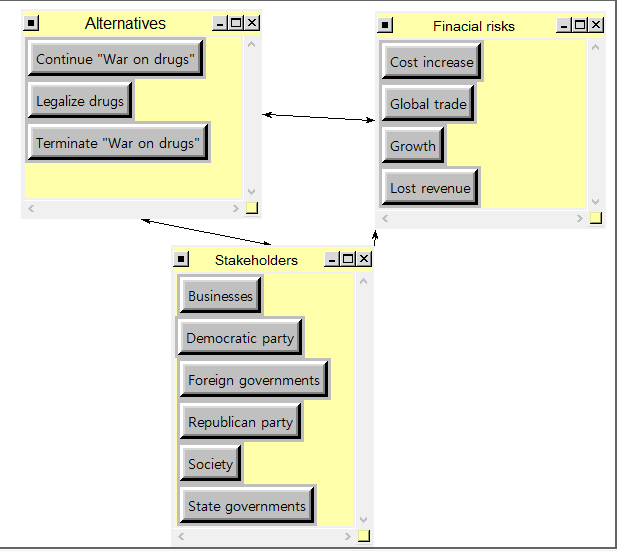 Alternatives
Continue "War on drugs"
Legalize drugs
Terminate "War on drugs"
Finacial risks
Cost increase
Global trade
Growth
Lost revenue
Stakeholders
Businesses
Democratic party
Foreign governments
Republican party
Society
State governments